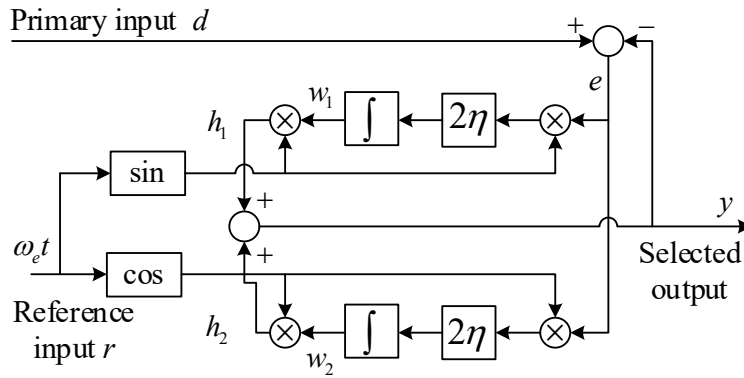 Primary input d
+
−
e
w₁
h₁
∫
2η
×
×
sin
+
y
ωₑt
+
Selected
output
cos
Reference
input r
h₂
×
w₂
∫
2η
×